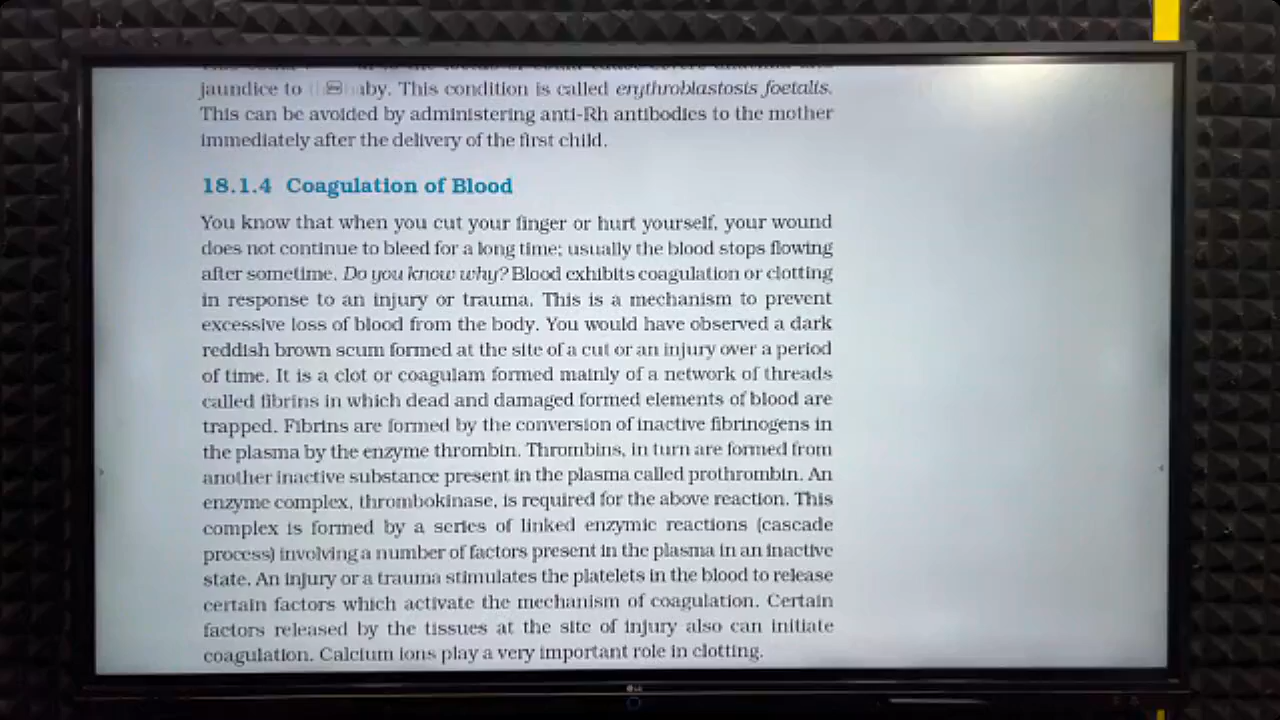 jaundice to aby. This condition is called erythroblastosis foetalis.
This can be avoided by administering anti-Rh antibodies to the mother
immediately after the delivery of the first child.
18.1.4 Coagulation of Blood
You know that when you cut your finger or hurt yourself, your wound
does not continue to bleed for a long time; usually the blood stops flowing
after sometime. Do you know why? Blood exhibits coagulation or clotting
in response to an injury or trauma. This is a mechanism to prevent
excessive loss of blood from the body. You would have observed a dark
reddish brown scum formed at the site of a cut or an injury over a period
of time. It is a clot or coagulam formed mainly of a network of threads
called fibrins in which dead and damaged formed elements of blood are
trapped. Fibrins are formed by the conversion of inactive fibrinogens in
the plasma by the enzyme thrombin. Thrombins, in turn are formed from
another inactive substance present in the plasma called prothrombin. An
enzyme complex, thrombokinase, is required for the above reaction. This
complex is formed by a series of linked enzymic reactions (cascade
process) involving a number of factors present in the plasma in an inactive
state. An injury or a trauma stimulates the platelets in the blood to release
certain factors which activate the mechanism of coagulation. Certain
factors released by the tissues at the site of injury also can initiate
coagulation. Calcium ions play a very important role in clotting.
LG